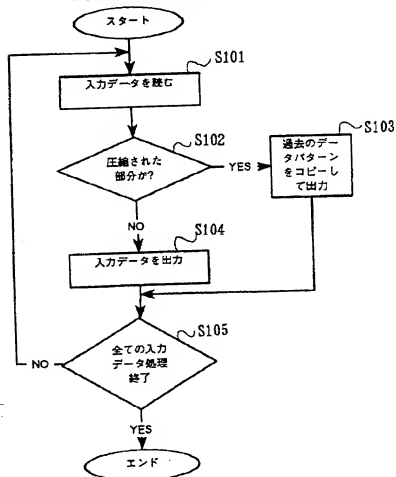 スタート
S101
入力データを読む
S102
圧縮された
部分か?
YES
S103
過去のデー
タパターン
をコピーし
て出力
NO
S104
入力データを出力
S105
全ての入力
データ処理
終了
NO
YES
エンド